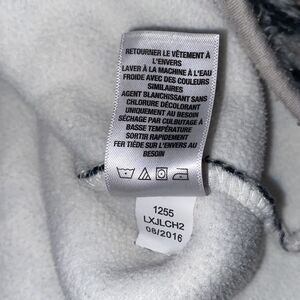 RETOURNER LE VÊTEMENT À
L'ENVERS
LAVER À LA MACHINE À L'EAU
FROIDE AVEC DES COULEURS
SIMILAIRES
AGENT BLANCHISSANT SANS
CHLORURE DÉCOLORANT
UNIQUEMENT AU BESOIN
SÉCHAGE PAR CULBUTAGE À
BASSE TEMPÉRATURE
SORTIR RAPIDEMENT
FER TIÈDE SUR L'ENVERS AU
BESOIN
1255
LXJLCH2
08/2016